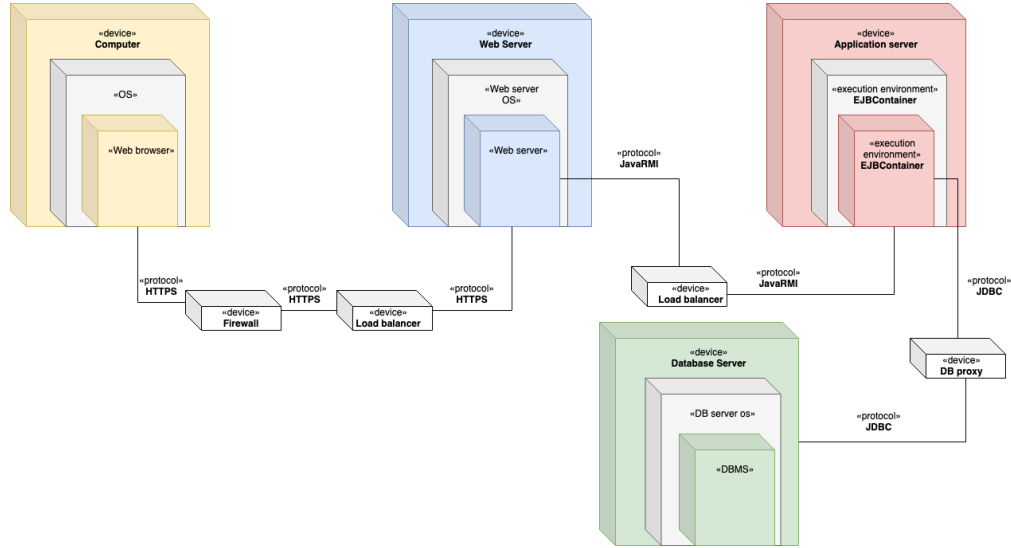 «device»
Computer
«OS»
«Web browser»
«device»
Web Server
«Web server
OS»
«Web server»
«protocol»
JavaRMI
«device»
Application server
«execution environment»
EJBContainer
«execution
environment»
EJBContainer
«protocol»
HTTPS
«device»
Firewall
«protocol»
HTTPS
«device»
Load balancer
«protocol»
HTTPS
«device»
Load balancer
«protocol»
JavaRMI
«protocol»
JDBC
«device»
DB proxy
«protocol»
JDBC
«device»
Database Server
«DB server os»
«DBMS»